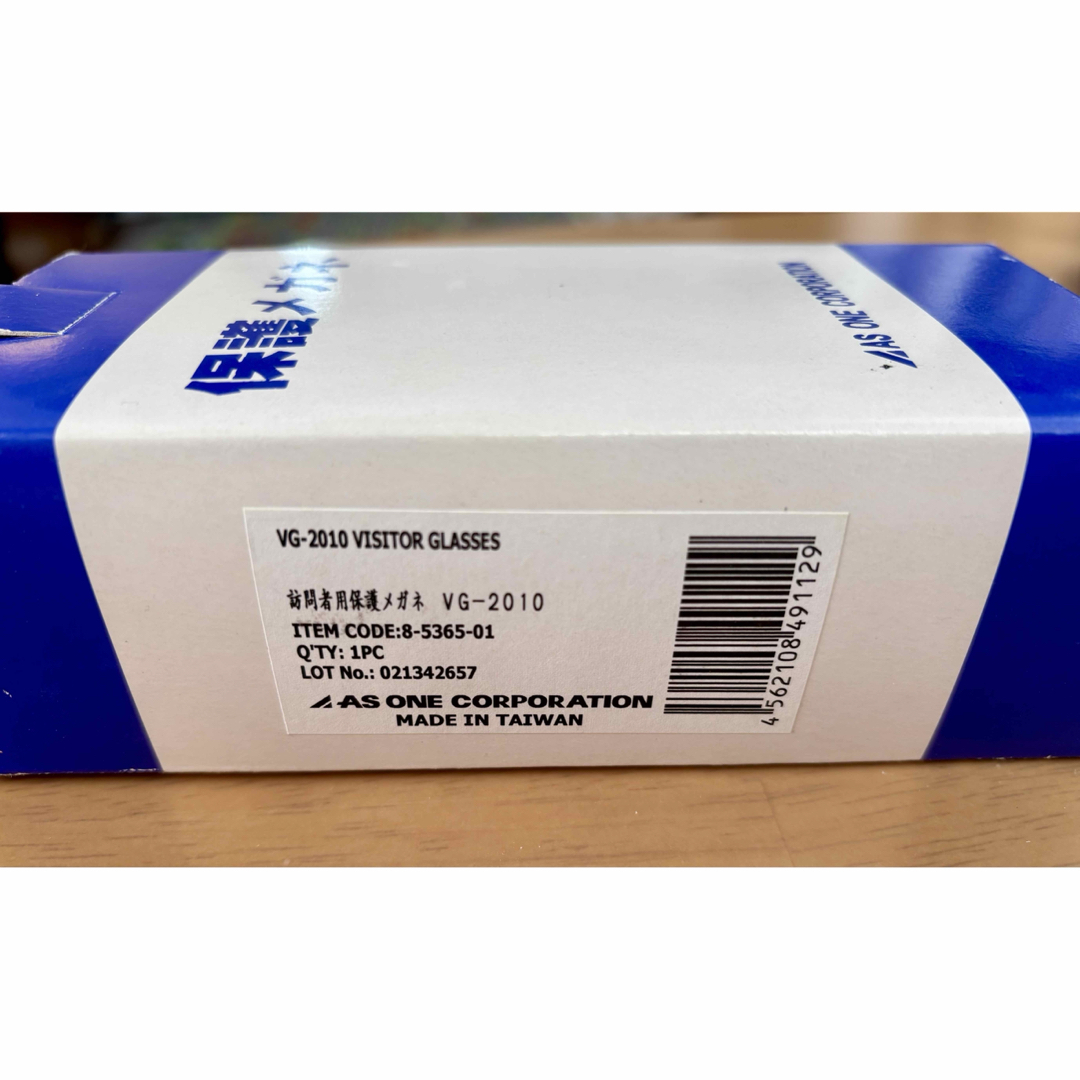 保護メガネ
AS ONE CORPORATION
VG-2010 VISITOR GLASSES
訪問者用保護メガネ VG-2010
ITEM CODE:8-5365-01
Q'TY: 1PC
LOT No.: 021342657
AS ONE CORPORATION
MADE IN TAIWAN
4562108491129